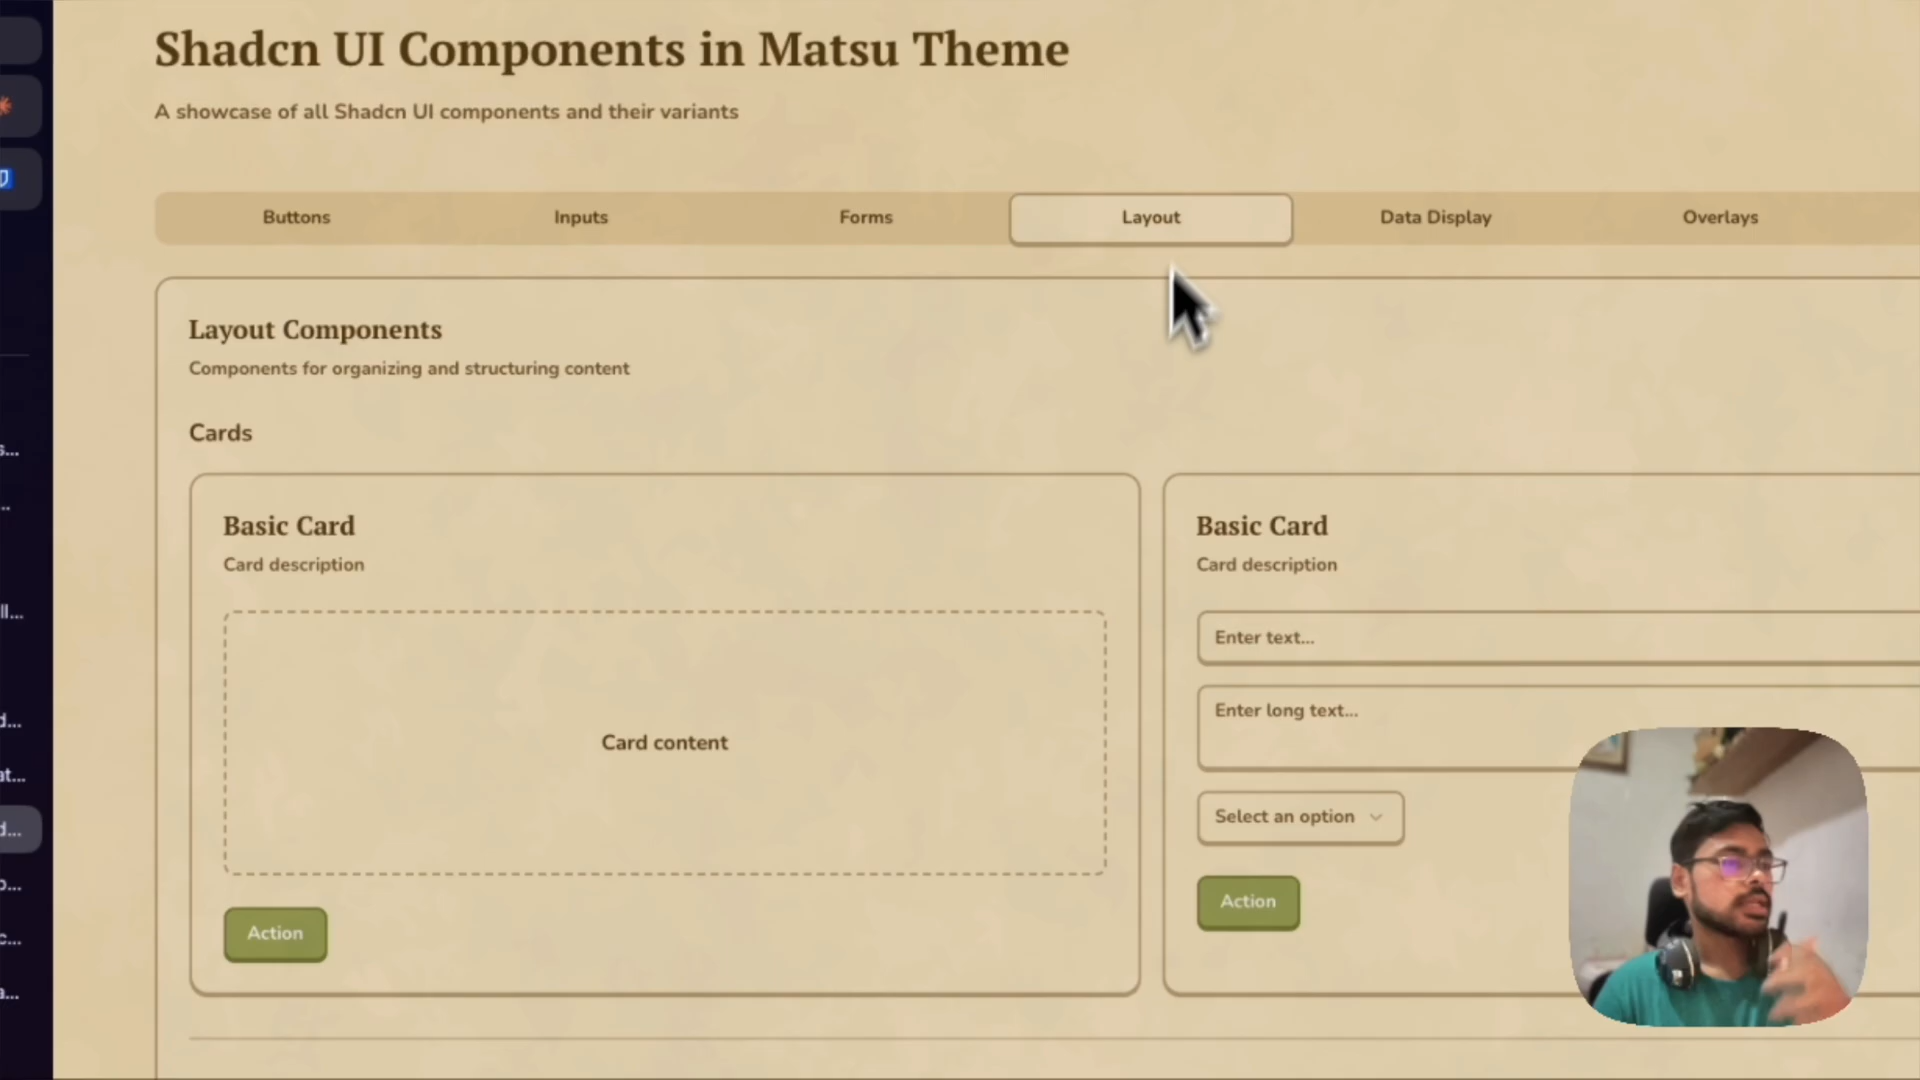 Shadcn UI Components in Matsu Theme
A showcase of all Shadcn UI components and their variants
Buttons Inputs Forms Layout Data Display Overlays
Layout Components
Components for organizing and structuring content
Cards
Basic Card
Card description
Card content
Action
Basic Card
Card description
Enter text...
Enter long text...
Select an option
Action
s...
ll...
d...
at...
d...
c...
a...